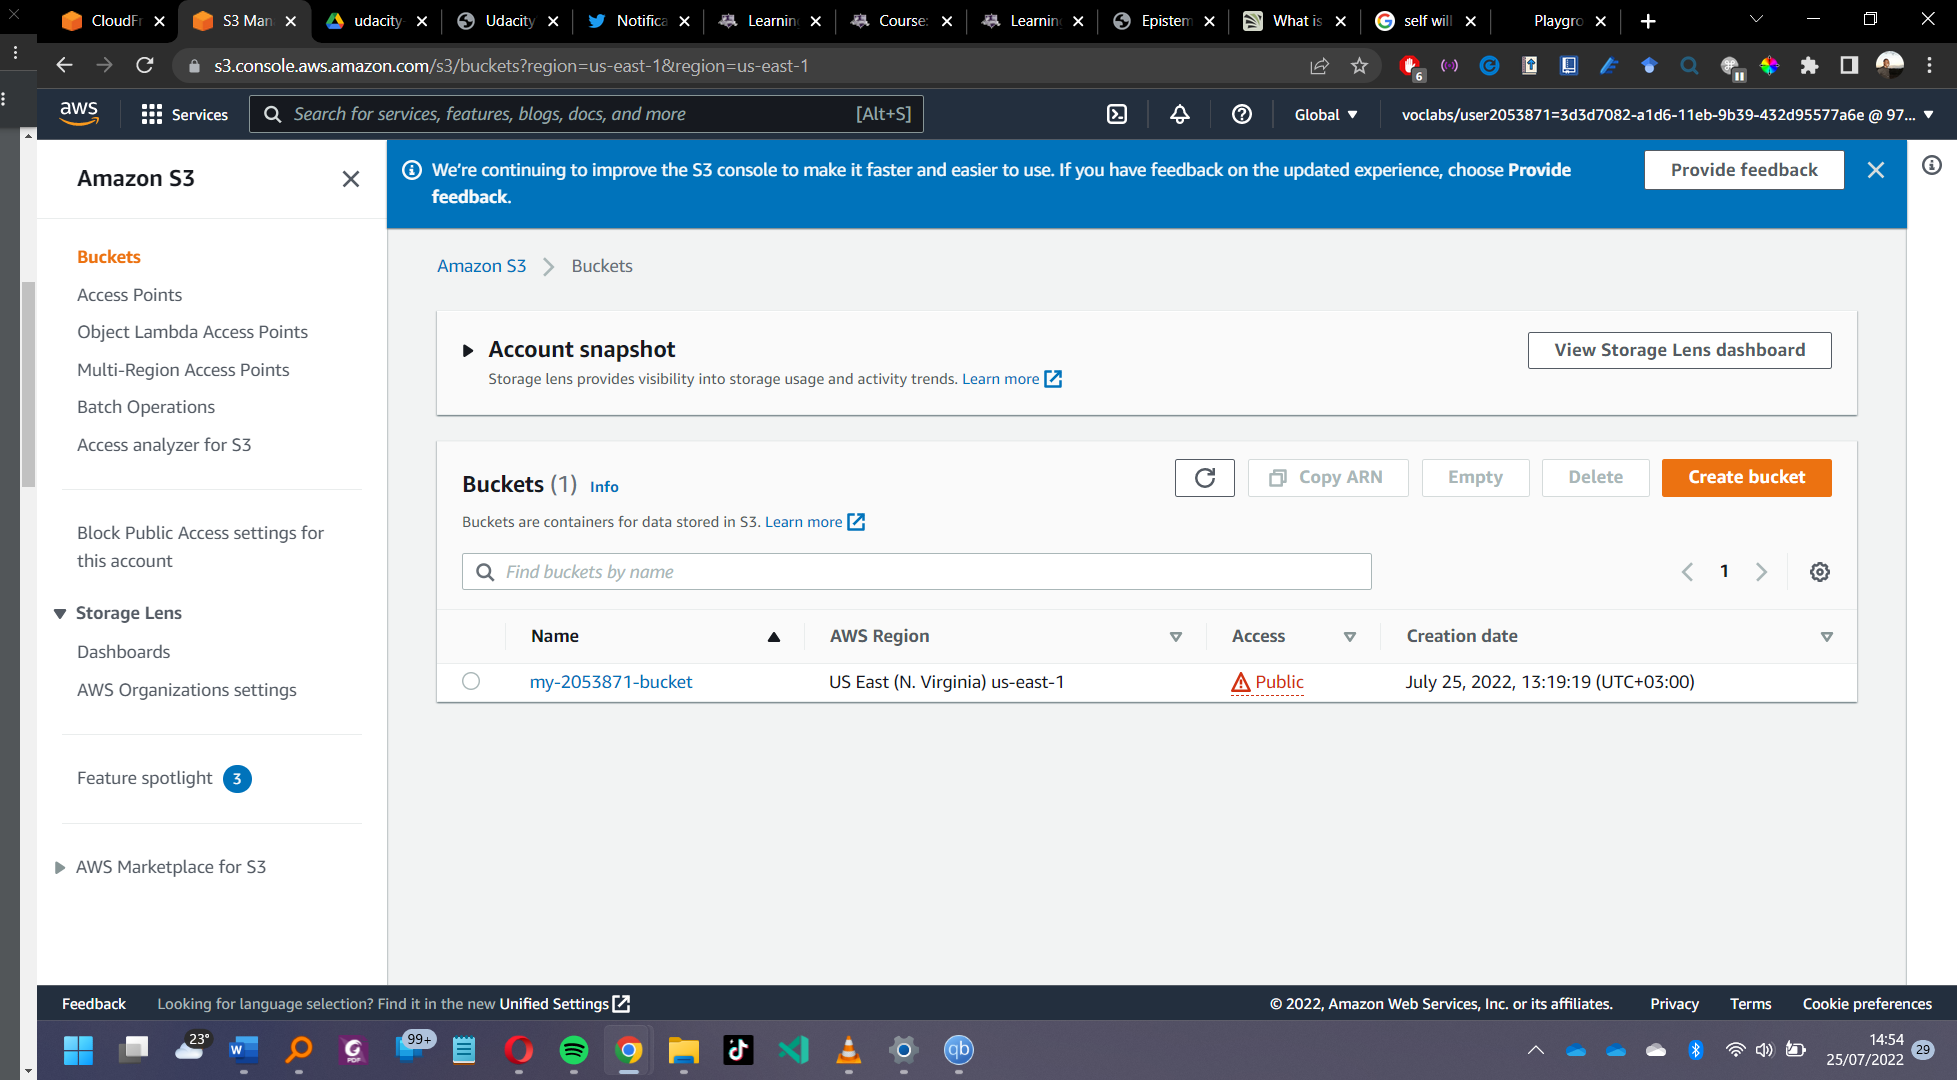 CloudFr
S3 Man
udacity
Udacity
Notifica
Learnin
Course:
Learnin
Epistem
What is
self will
Playgro
s3.console.aws.amazon.com/s3/buckets?region=us-east-1&region=us-east-1
6
aws
Services
Search for services, features, blogs, docs, and more
[Alt+S]
Global
voclabs/user2053871=3d3d7082-a1d6-11eb-9b39-432d95577a6e @ 97...
Amazon S3
We're continuing to improve the S3 console to make it faster and easier to use. If you have feedback on the updated experience, choose Provide
feedback.
Provide feedback
Buckets
Access Points
Object Lambda Access Points
Multi-Region Access Points
Batch Operations
Access analyzer for S3
Block Public Access settings for
this account
Storage Lens
Dashboards
AWS Organizations settings
Feature spotlight 3
AWS Marketplace for S3
Amazon S3
Buckets
Account snapshot
Storage lens provides visibility into storage usage and activity trends. Learn more
View Storage Lens dashboard
Buckets (1) Info
Buckets are containers for data stored in S3. Learn more
Copy ARN
Empty
Delete
Create bucket
Find buckets by name
1
Name
AWS Region
Access
Creation date
my-2053871-bucket
US East (N. Virginia) us-east-1
Public
July 25, 2022, 13:19:19 (UTC+03:00)
Feedback
Looking for language selection? Find it in the new Unified Settings
© 2022, Amazon Web Services, Inc. or its affiliates.
Privacy
Terms
Cookie preferences
23°
W
G
PDF
99+
qb
14:54
25/07/2022
29